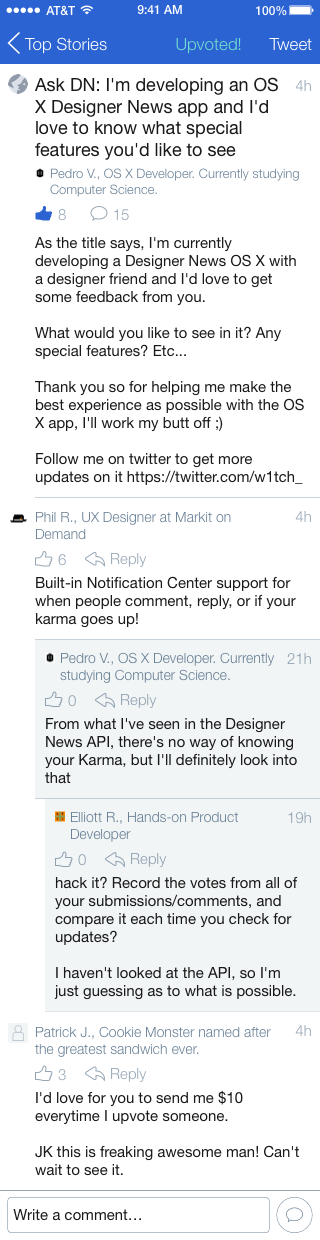 AT&T 9:41 AM 100%
Top Stories Upvoted! Tweet
Ask DN: I'm developing an OS 4h
X Designer News app and I'd
love to know what special
features you'd like to see
Pedro V., OS X Developer. Currently studying
Computer Science.
8 15
As the title says, I'm currently
developing a Designer News OS X with
a designer friend and I'd love to get
some feedback from you.
What would you like to see in it? Any
special features? Etc...
Thank you so for helping me make the
best experience as possible with the OS
X app, I'll work my butt off ;)
Follow me on twitter to get more
updates on it https://twitter.com/w1tch_
Phil R., UX Designer at Markit on 4h
Demand
6 Reply
Built-in Notification Center support for
when people comment, reply, or if your
karma goes up!
Pedro V., OS X Developer. Currently 21h
studying Computer Science.
0 Reply
From what I've seen in the Designer
News API, there's no way of knowing
your Karma, but I'll definitely look into
that
Elliott R., Hands-on Product 19h
Developer
0 Reply
hack it? Record the votes from all of
your submissions/comments, and
compare it each time you check for
updates?
I haven't looked at the API, so I'm
just guessing as to what is possible.
Patrick J., Cookie Monster named after 4h
the greatest sandwich ever.
3 Reply
I'd love for you to send me $10
everytime I upvote someone.
JK this is freaking awesome man! Can't
wait to see it.
Write a comment...